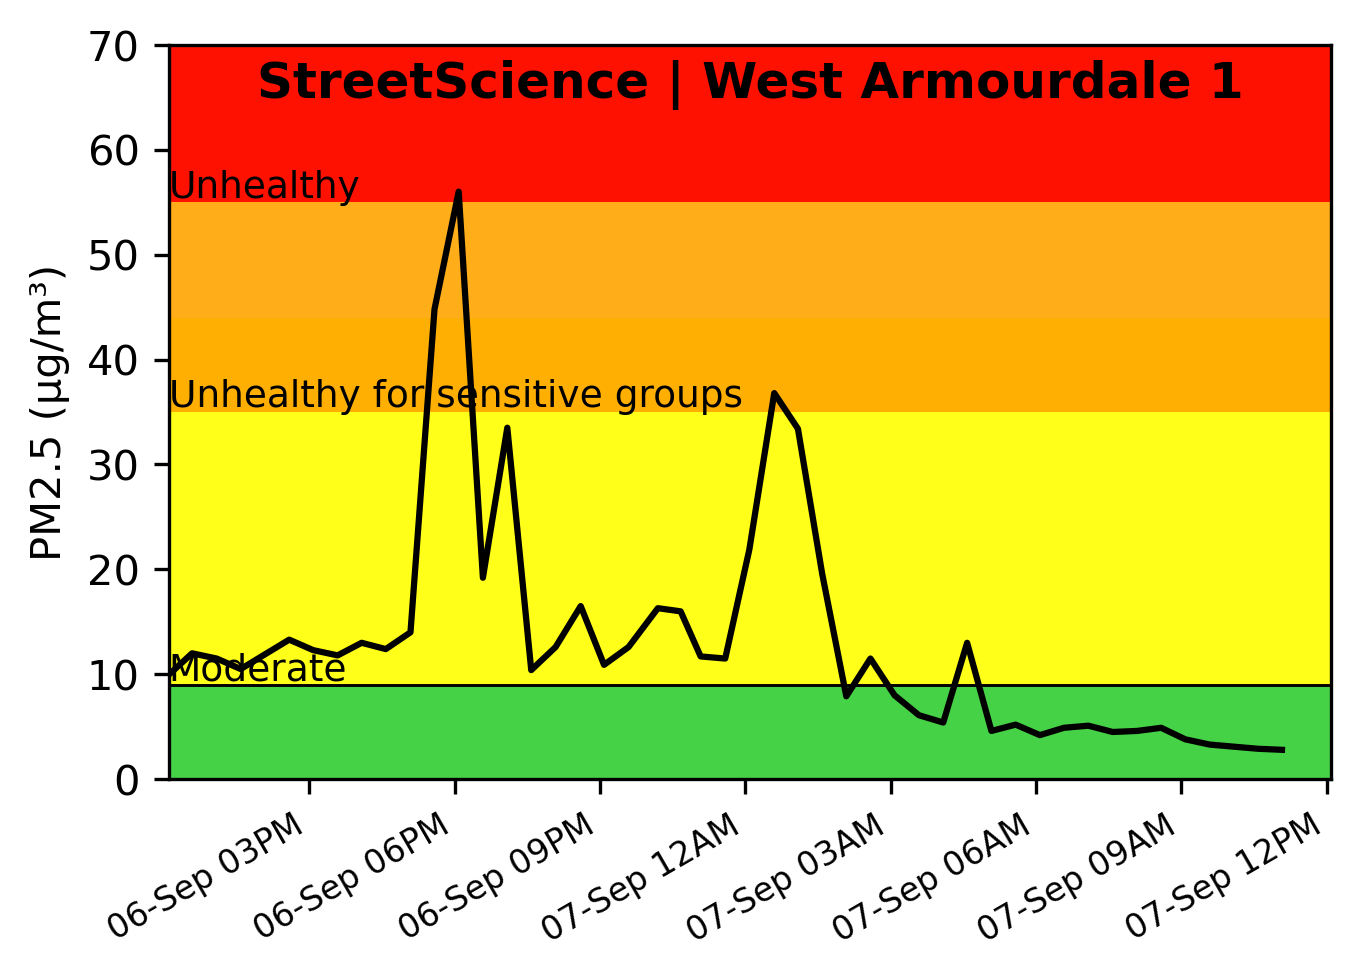 StreetScience | West Armourdale 1
70
60
50
40
30
20
10
0
PM2.5 (µg/m³)
Unhealthy
Unhealthy for sensitive groups
Moderate
06-Sep 03PM
06-Sep 06PM
06-Sep 09PM
07-Sep 12AM
07-Sep 03AM
07-Sep 06AM
07-Sep 09AM
07-Sep 12PM